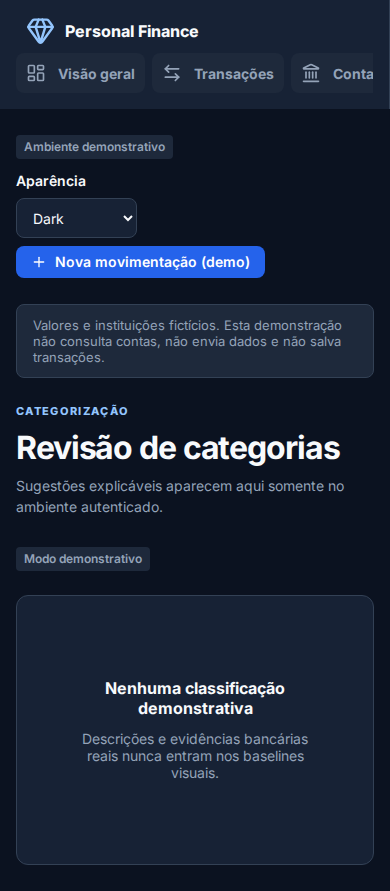 Personal Finance
Visão geral
Transações
Conta
Ambiente demonstrativo
Aparência
Dark
Nova movimentação (demo)
Valores e instituições fictícios. Esta demonstração
não consulta contas, não envia dados e não salva
transações.
CATEGORIZAÇÃO
Revisão de categorias
Sugestões explicáveis aparecem aqui somente no
ambiente autenticado.
Modo demonstrativo
Nenhuma classificação
demonstrativa
Descrições e evidências bancárias
reais nunca entram nos baselines
visuais.